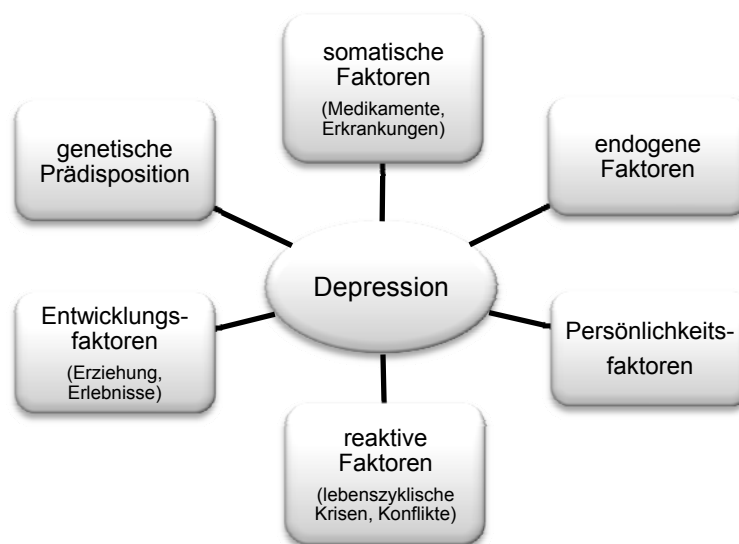 somatische
Faktoren
(Medikamente,
Erkrankungen)
genetische
Prädisposition
endogene
Faktoren
Depression
Entwicklungs-
faktoren
(Erziehung,
Erlebnisse)
Persönlichkeits-
faktoren
reaktive
Faktoren
(lebenszyklische
Krisen, Konflikte)